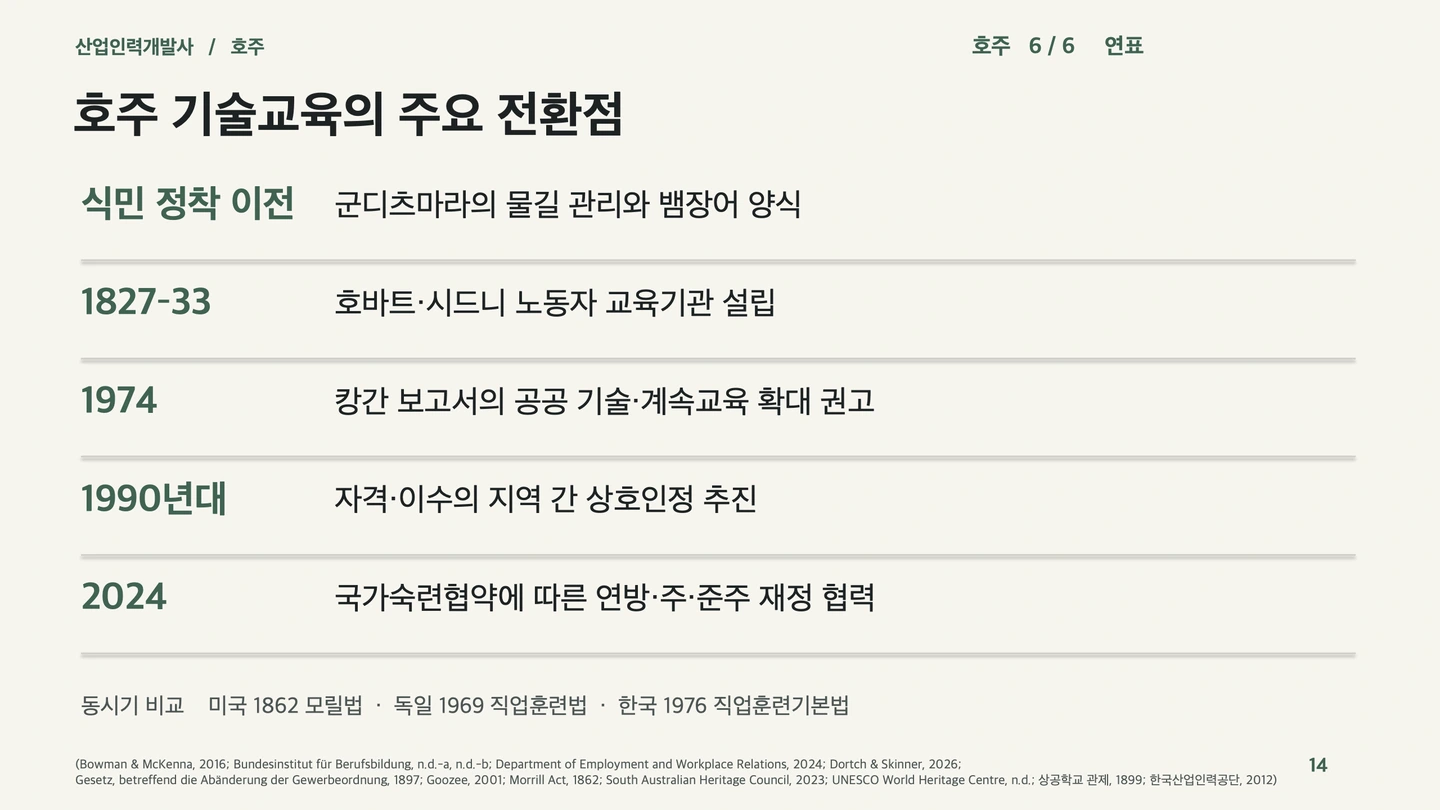 산업인력개발사 / 호주
호주 6 / 6 연표
호주 기술교육의 주요 전환점
식민 정착 이전 군디츠마라의 물길 관리와 뱀장어 양식
1827-33 호바트·시드니 노동자 교육기관 설립
1974 캉간 보고서의 공공 기술·계속교육 확대 권고
1990년대 자격·이수의 지역 간 상호인정 추진
2024 국가숙련협약에 따른 연방·주·준주 재정 협력
동시기 비교 미국 1862 모릴법 · 독일 1969 직업훈련법 · 한국 1976 직업훈련기본법
(Bowman & McKenna, 2016; Bundesinstitut für Berufsbildung, n.d.-a, n.d.-b; Department of Employment and Workplace Relations, 2024; Dortch & Skinner, 2026;
Gesetz, betreffend die Abänderung der Gewerbeordnung, 1897; Goozee, 2001; Morrill Act, 1862; South Australian Heritage Council, 2023; UNESCO World Heritage Centre, n.d.; 상공학교 관제, 1899; 한국산업인력공단, 2012)
14